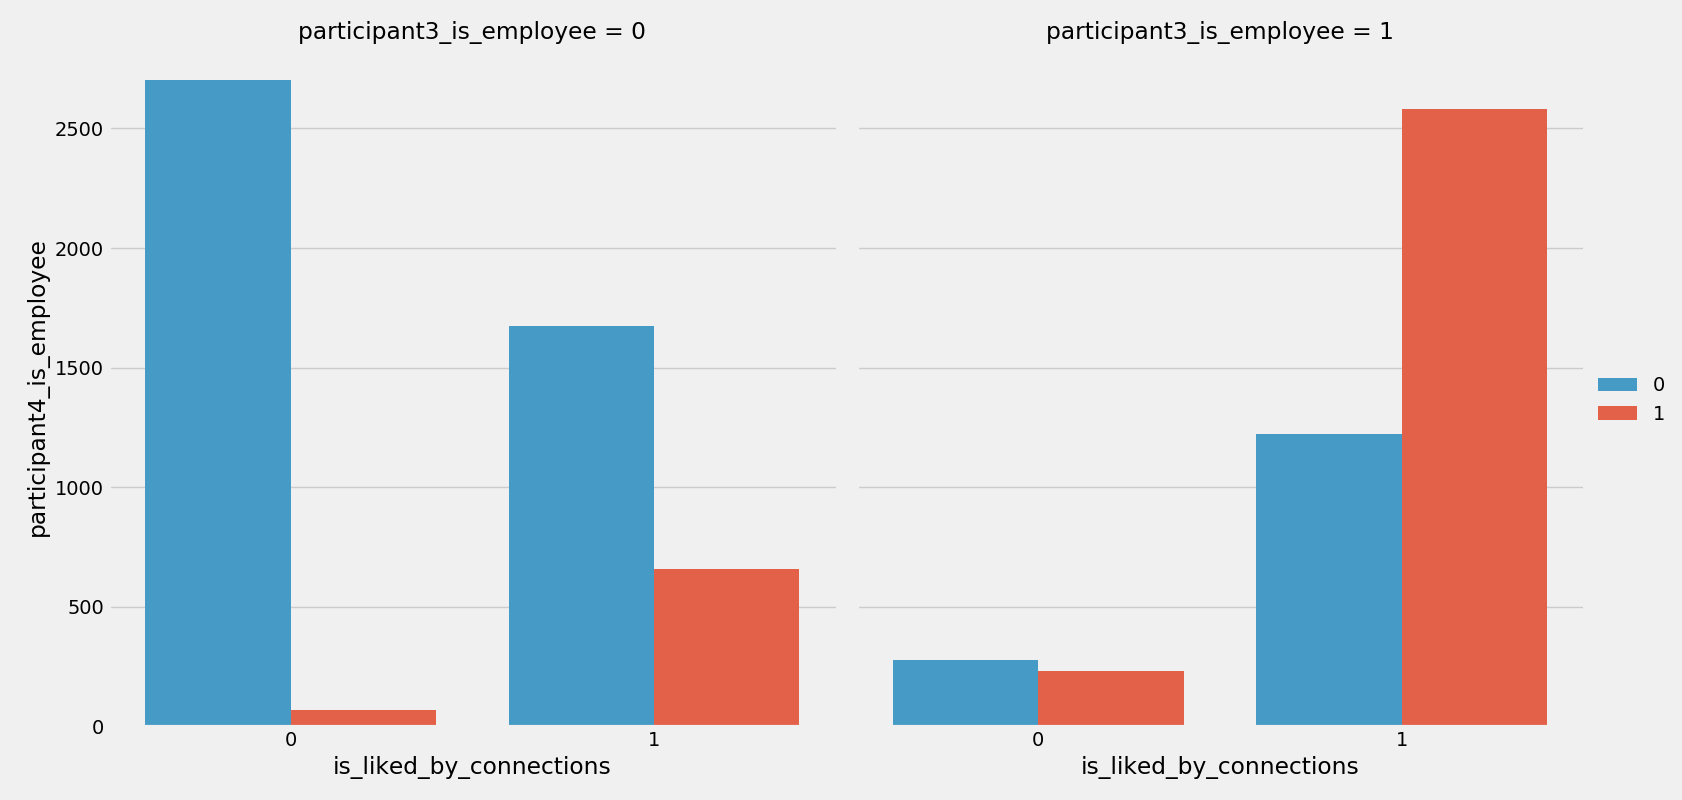 participant3_is_employee = 0
participant3_is_employee = 1
participant4_is_employee
2500
2000
1500
1000
500
0
0
1
0
1
is_liked_by_connections
is_liked_by_connections
0
1